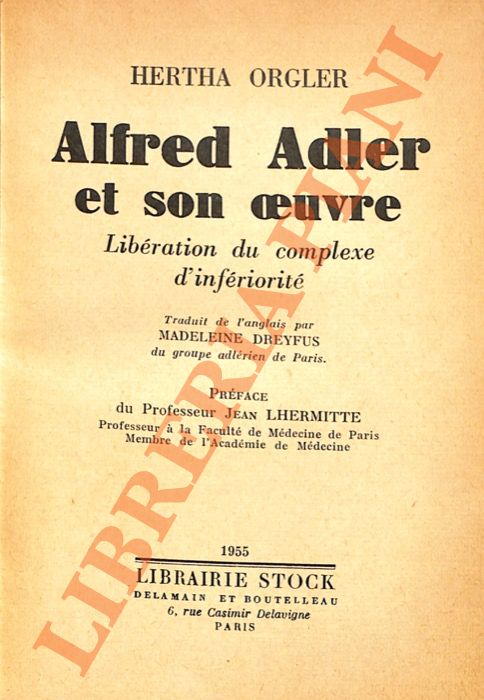 HERTHA ORGLER
Alfred Adler
et son œuvre
Libération du complexe
d'infériorité
Traduit de l'anglais par
MADELEINE DREYFUS
du groupe adlérien de Paris.
PRÉFACE
du Professeur JEAN LHERMITTE
Professeur à la Faculté de Médecine de Paris
Membre de l'Académie de Médecine
1955
LIBRAIRIE STOCK
DELAMAIN ET BOUTELLEAU
6, rue Casimir Delavigne
PARIS
LIBRERIA PIANI